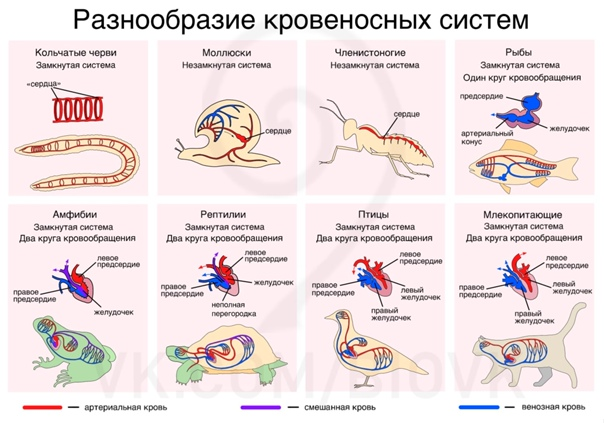 Разнообразие кровеносных систем
Кольчатые черви
Замкнутая система
«сердца»
Моллюски
Незамкнутая система
сердце
Членистоногие
Незамкнутая система
сердце
Рыбы
Замкнутая система
Один круг кровообращения
предсердие
артериальный
конус
желудочек
Амфибии
Замкнутая система
Два круга кровообращения
левое
предсердие
правое
предсердие
желудочек
Рептилии
Замкнутая система
Два круга кровообращения
левое
предсердие
правое
предсердие
желудочек
неполная
перегородка
Птицы
Замкнутая система
Два круга кровообращения
левое
предсердие
правое
предсердие
левый
желудочек
правый
желудочек
Млекопитающие
Замкнутая система
Два круга кровообращения
левое
предсердие
правое
предсердие
левый
желудочек
правый
желудочек
— артериальная кровь
— смешанная кровь
— венозная кровь